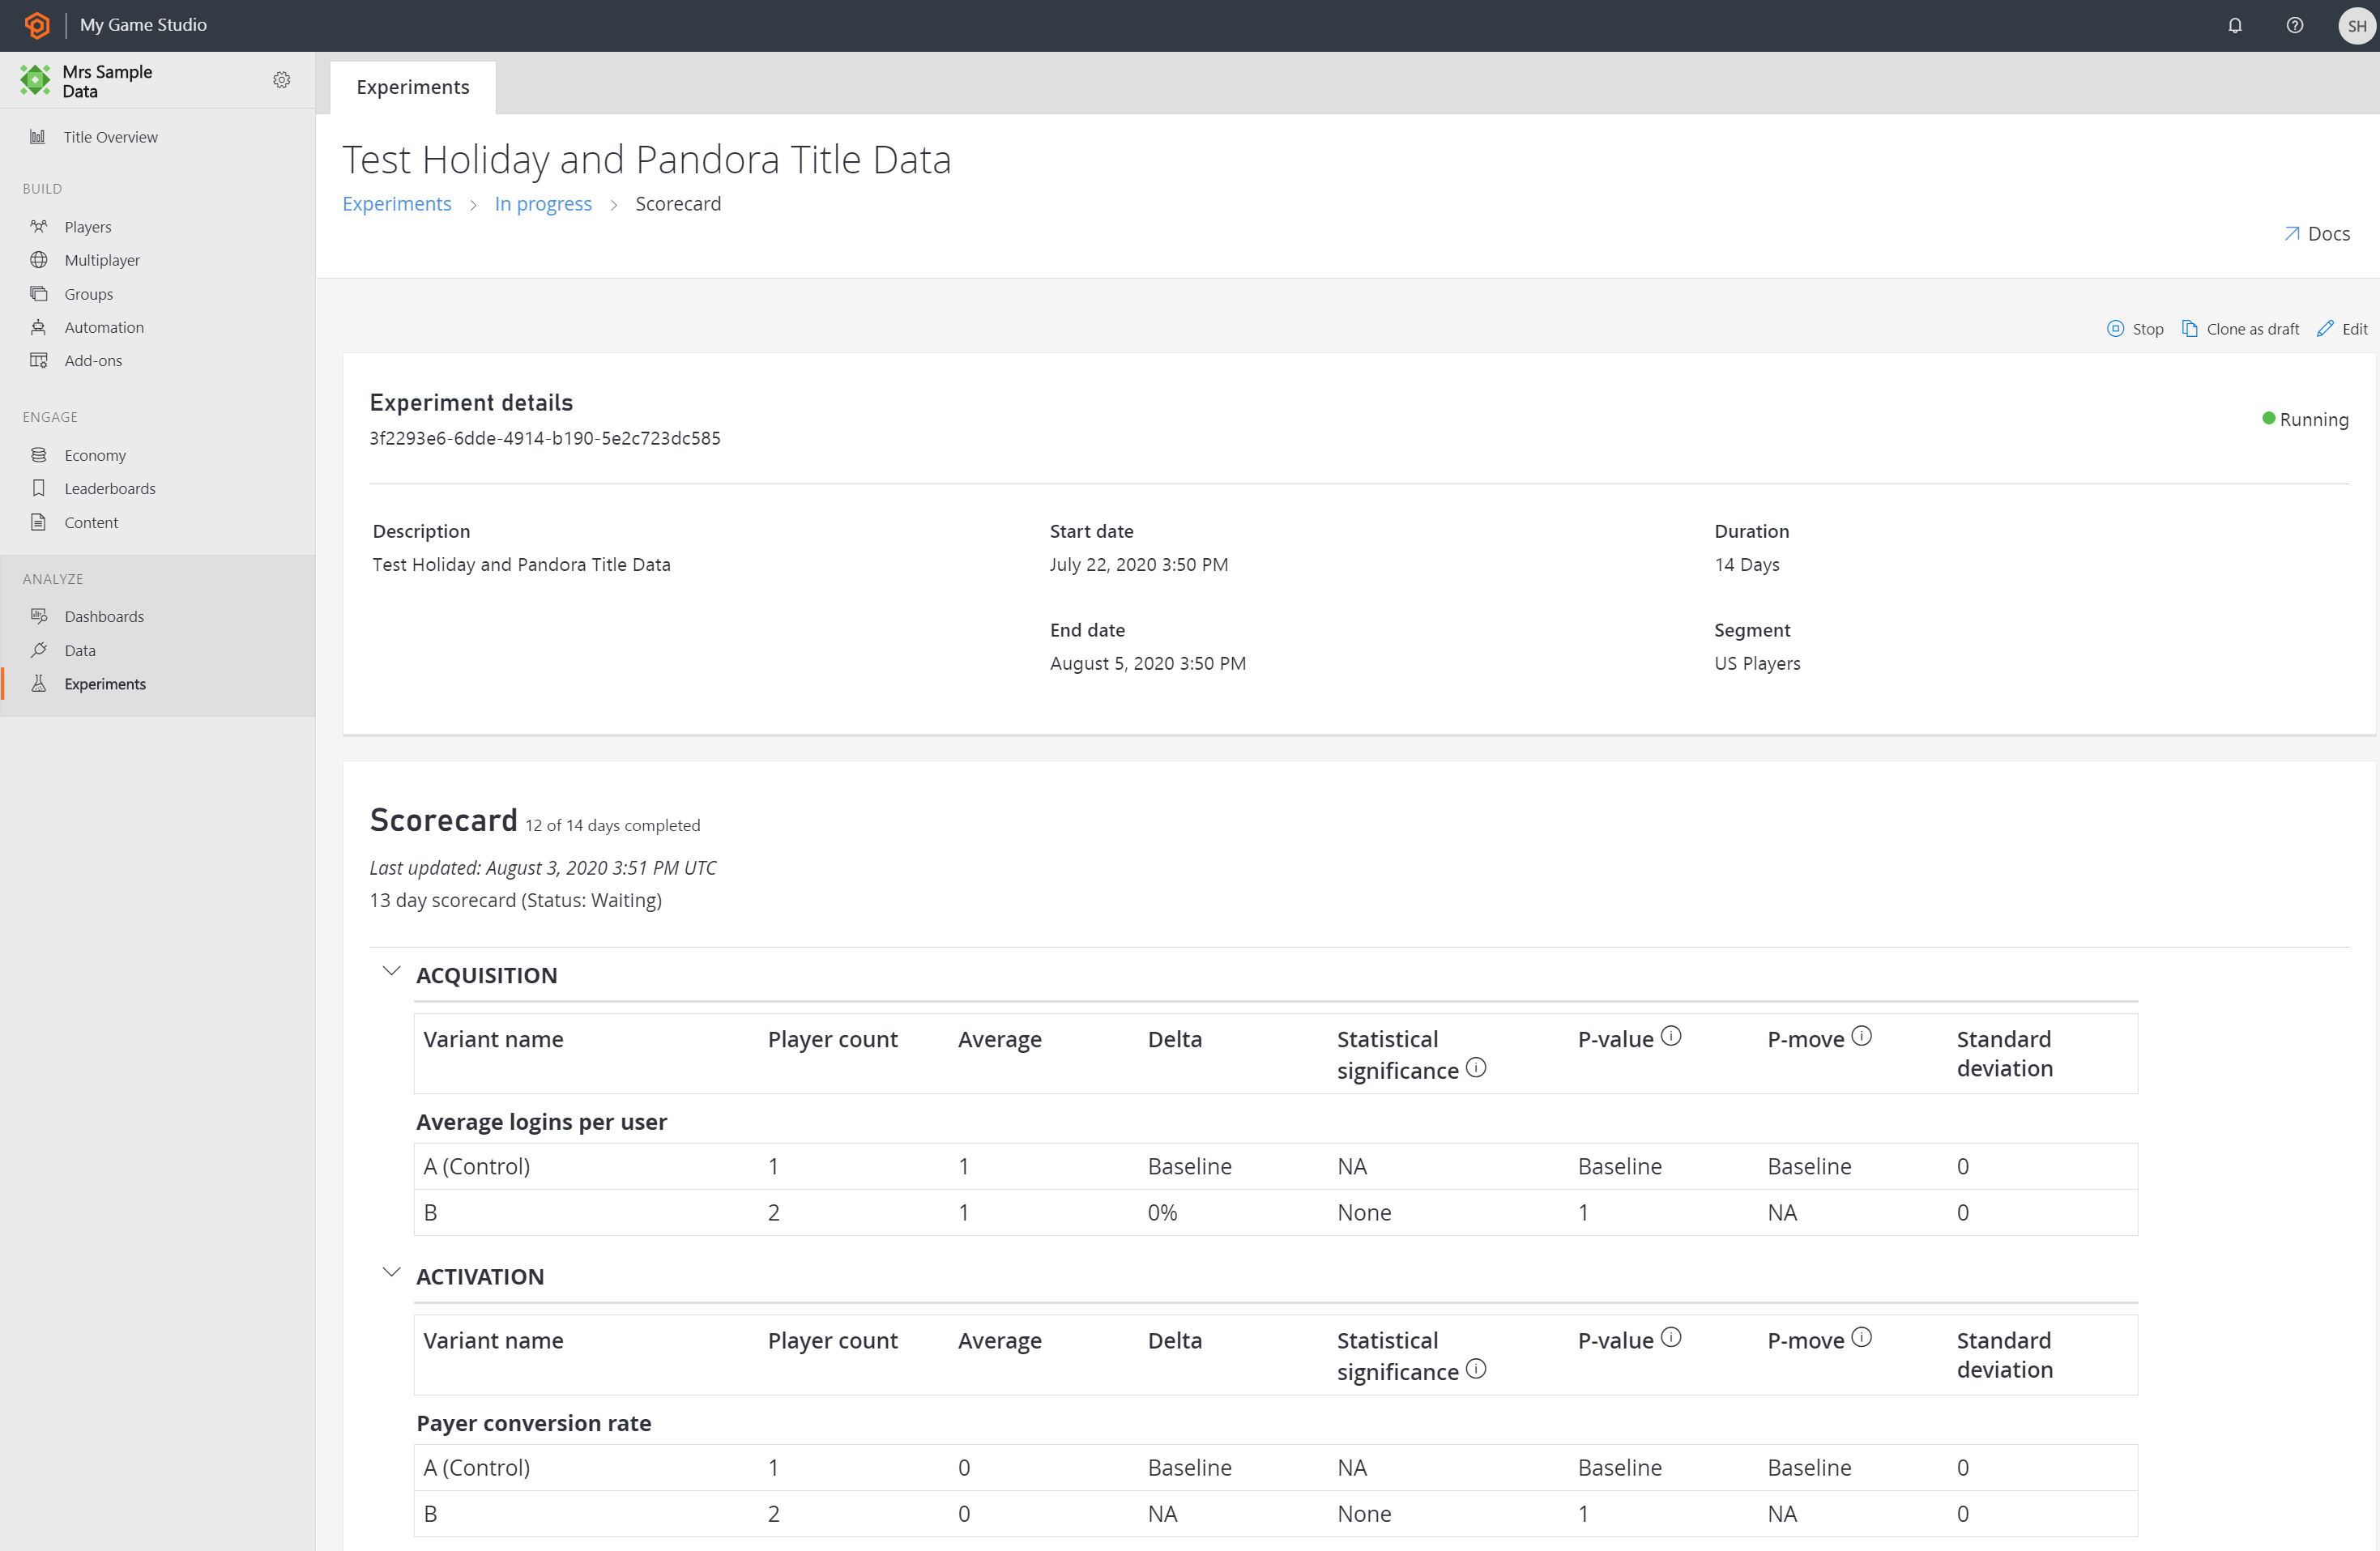 My Game Studio
SH
Mrs Sample
Data
Title Overview
BUILD
Players
Multiplayer
Groups
Automation
Add-ons
ENGAGE
Economy
Leaderboards
Content
ANALYZE
Dashboards
Data
Experiments
Experiments
Test Holiday and Pandora Title Data
Experiments > In progress > Scorecard
Docs
Stop Clone as draft Edit
Experiment details
3f2293e6-6dde-4914-b190-5e2c723dc585
Running
Description Start date Duration
Test Holiday and Pandora Title Data July 22, 2020 3:50 PM 14 Days
End date Segment
August 5, 2020 3:50 PM US Players
Scorecard 12 of 14 days completed
Last updated: August 3, 2020 3:51 PM UTC
13 day scorecard (Status: Waiting)
ACQUISITION
Variant name Player count Average Delta Statistical significance P-value P-move Standard deviation
Average logins per user
A (Control) 1 1 Baseline NA Baseline Baseline 0
B 2 1 0% None 1 NA 0
ACTIVATION
Variant name Player count Average Delta Statistical significance P-value P-move Standard deviation
Payer conversion rate
A (Control) 1 0 Baseline NA Baseline Baseline 0
B 2 0 NA None 1 NA 0